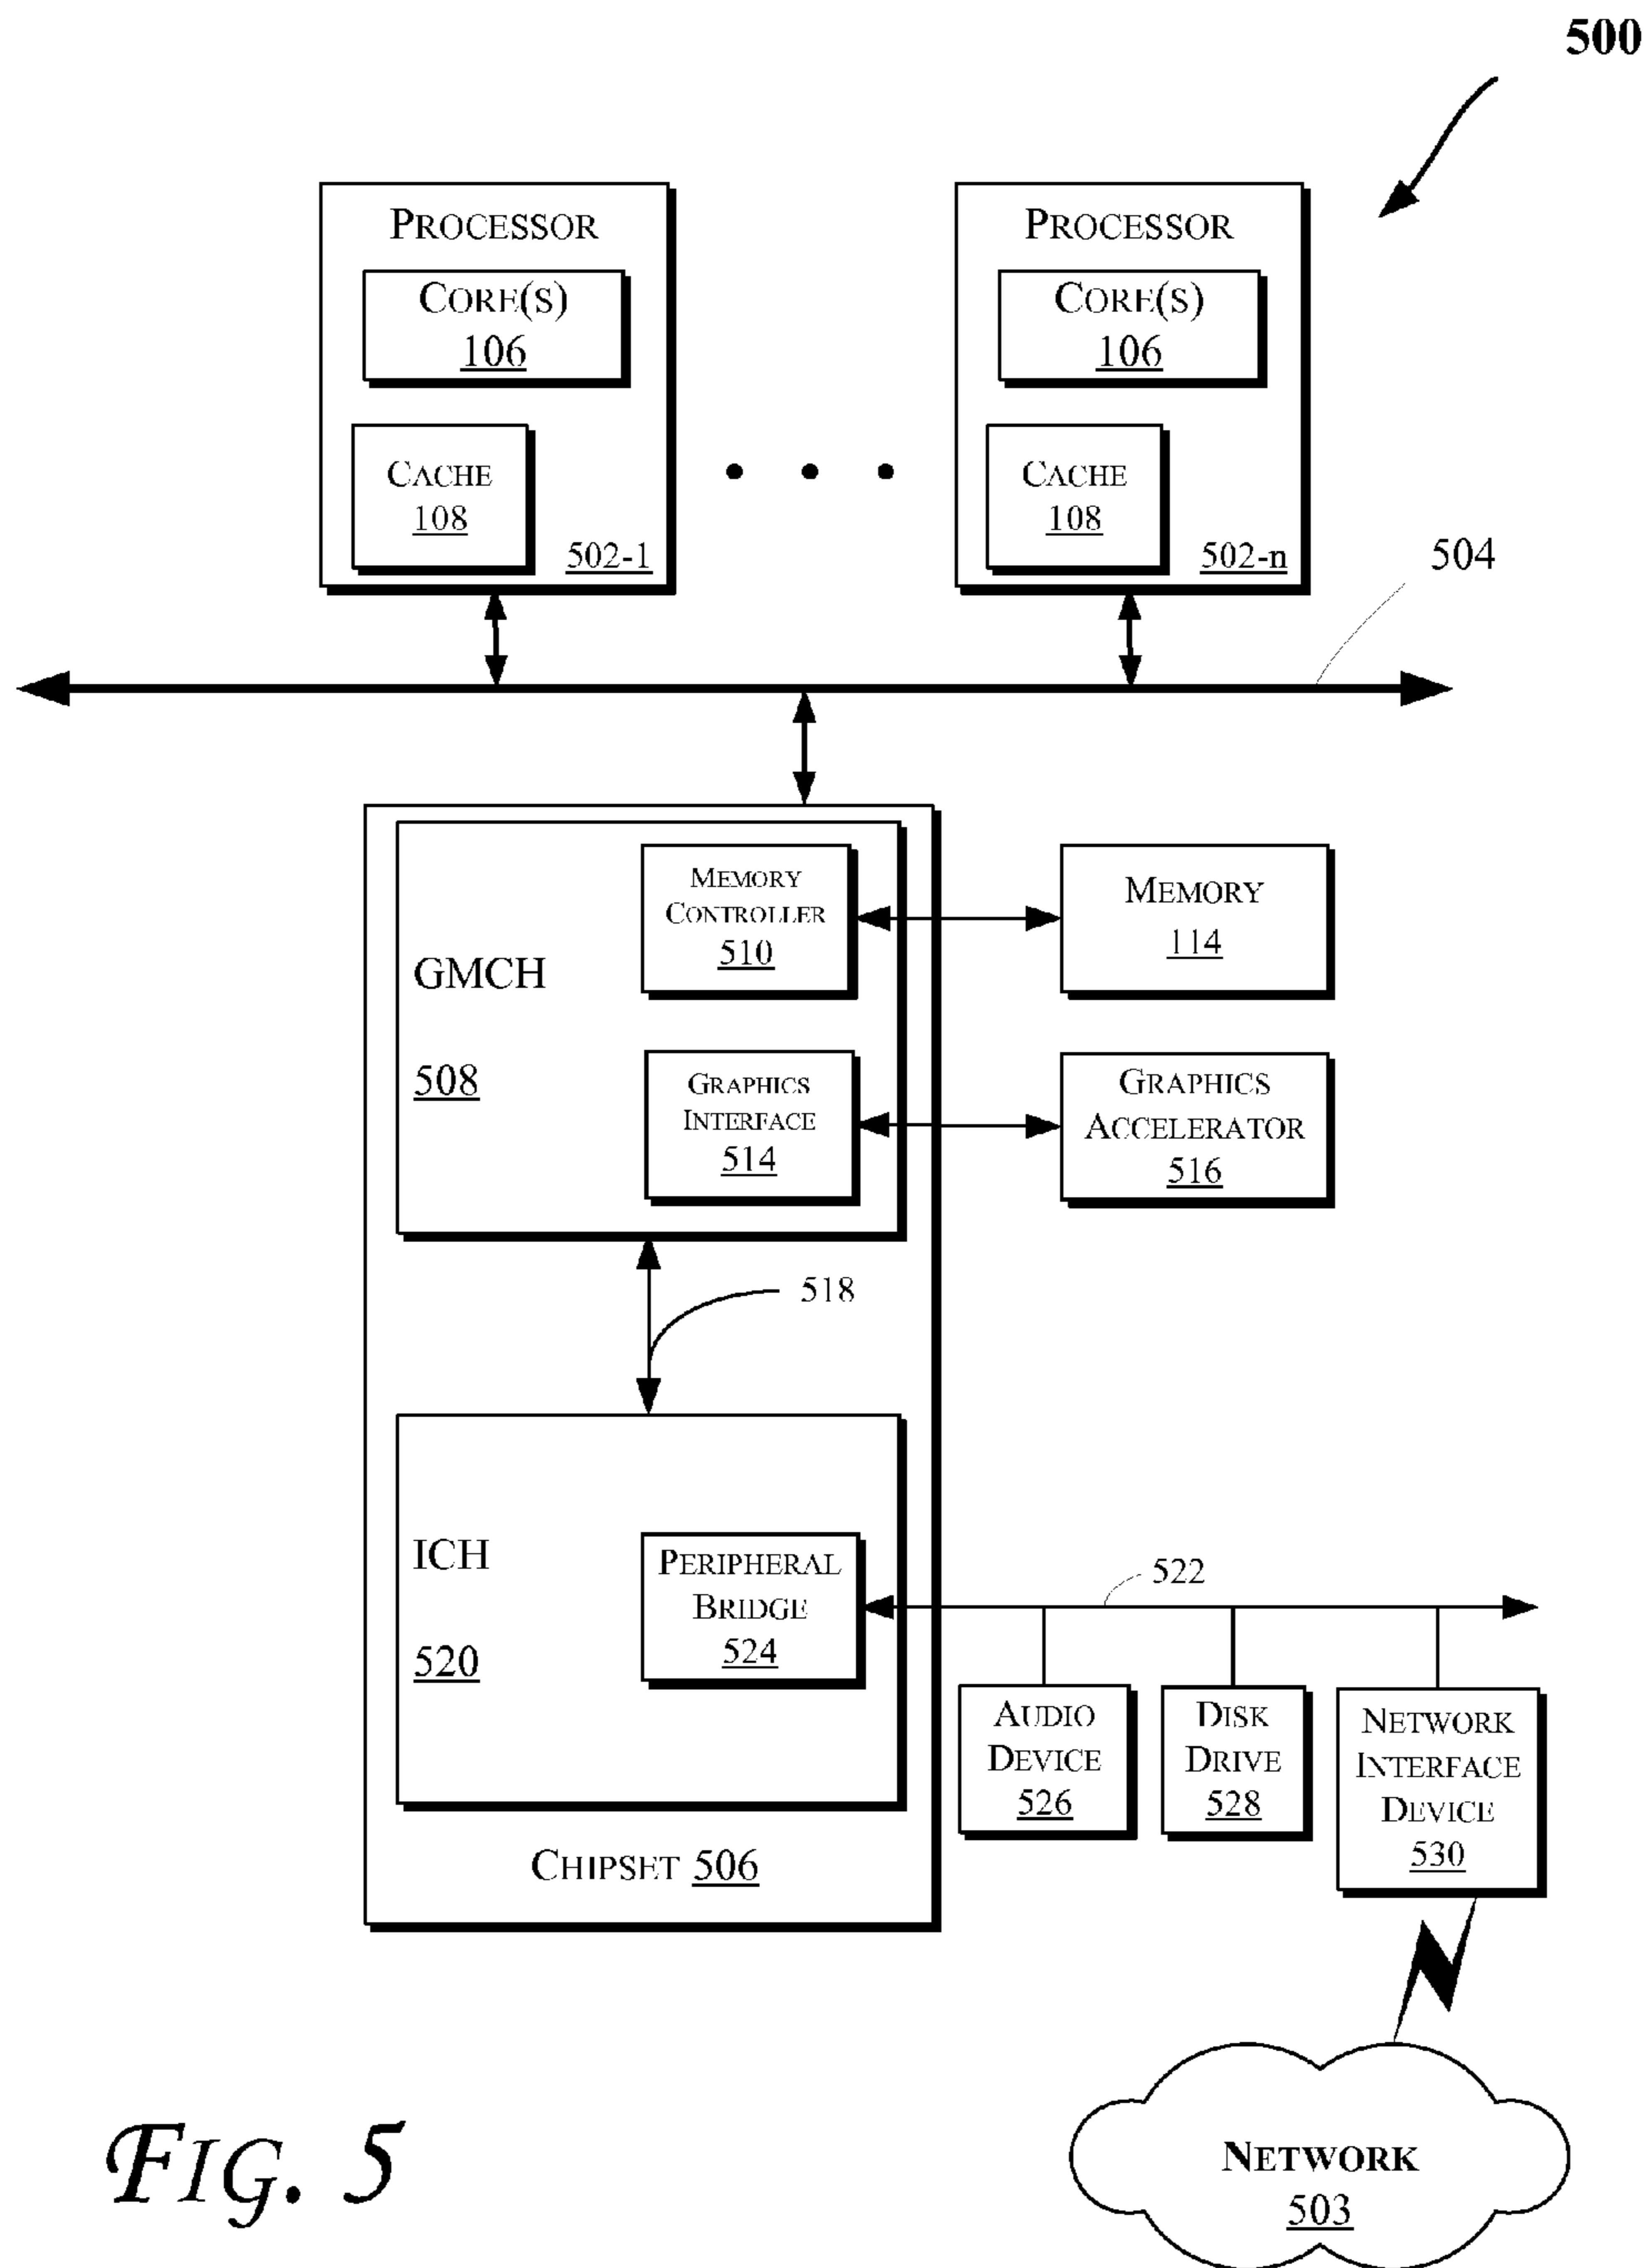 500
PROCESSOR
CORE(S)
106
CACHE
108
502-1
PROCESSOR
CORE(S)
106
CACHE
108
502-n
504
MEMORY
CONTROLLER
510
GMCH
508
GRAPHICS
INTERFACE
514
MEMORY
114
GRAPHICS
ACCELERATOR
516
518
ICH
520
PERIPHERAL
BRIDGE
524
522
AUDIO
DEVICE
526
DISK
DRIVE
528
NETWORK
INTERFACE
DEVICE
530
CHIPSET 506
NETWORK
503
FIG. 5